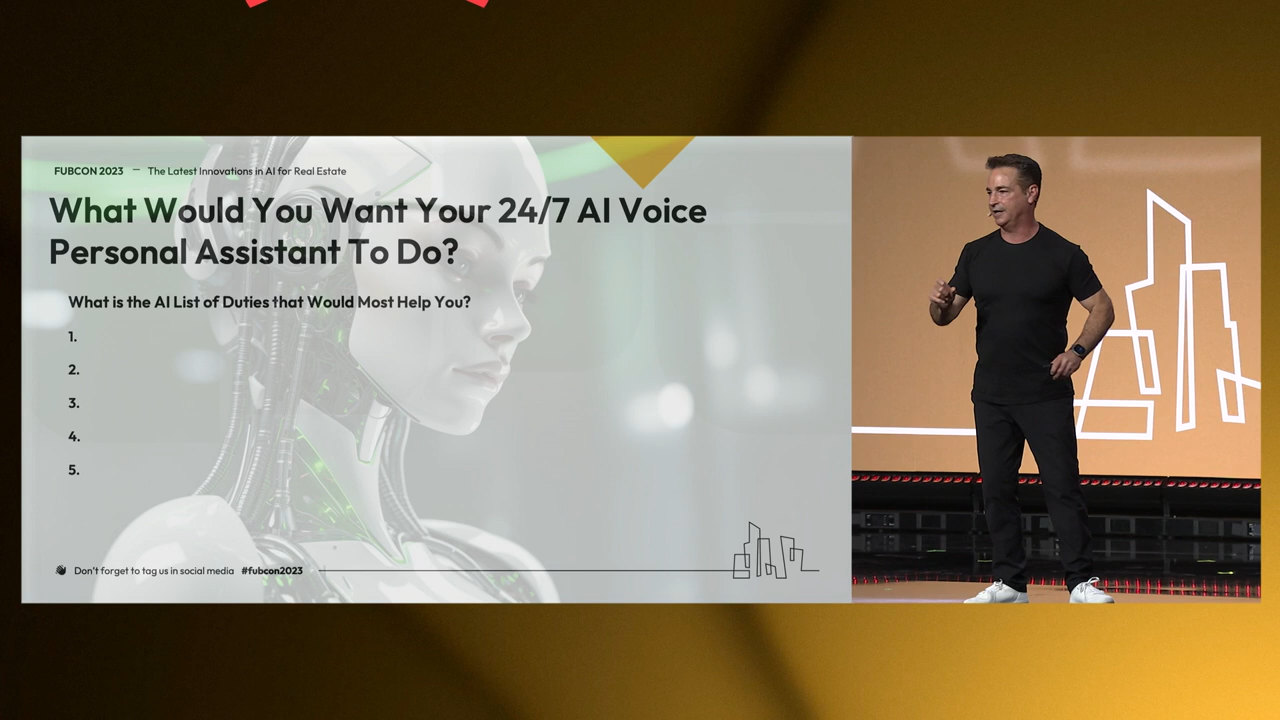 FUBCON 2023 — The Latest Innovations in AI for Real Estate
What Would You Want Your 24/7 AI Voice
Personal Assistant To Do?
What is the AI List of Duties that Would Most Help You?
1.
2.
3.
4.
5.
Don't forget to tag us in social media #fubcon2023